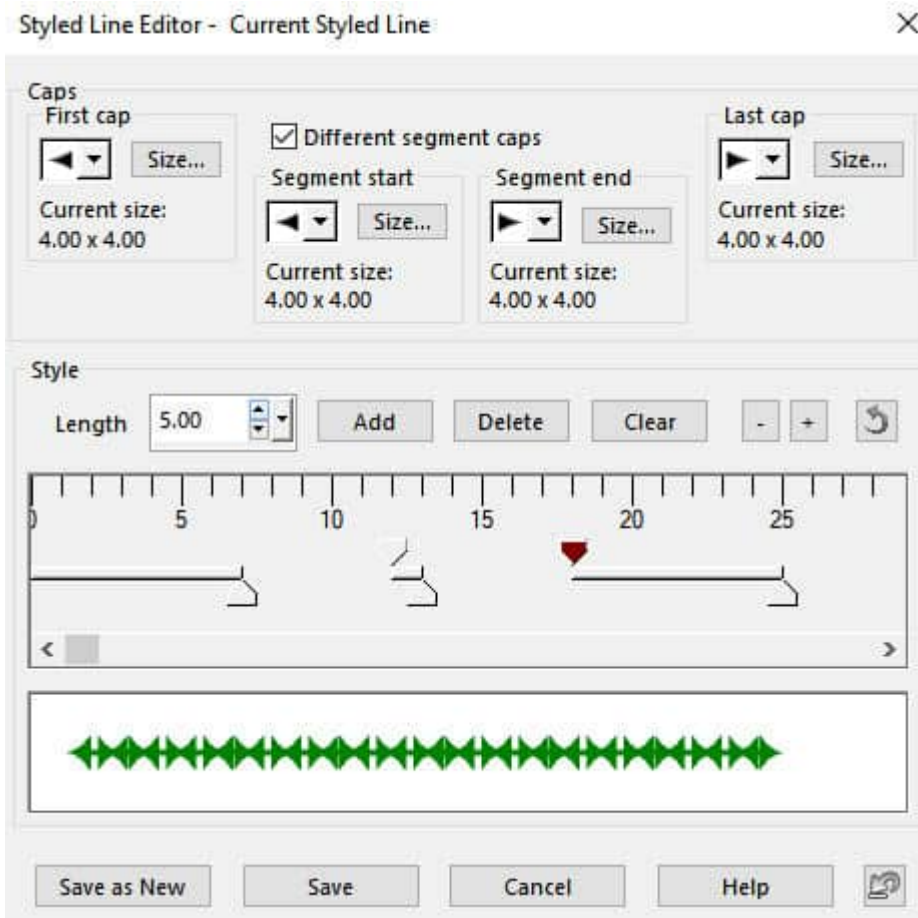 Styled Line Editor - Current Styled Line
Caps
First cap
Size...
Current size:
4.00 x 4.00
Different segment caps
Segment start
Size...
Current size:
4.00 x 4.00
Segment end
Size...
Current size:
4.00 x 4.00
Last cap
Size...
Current size:
4.00 x 4.00
Style
Length 5.00 Add Delete Clear - +
0 5 10 15 20 25
Save as New Save Cancel Help